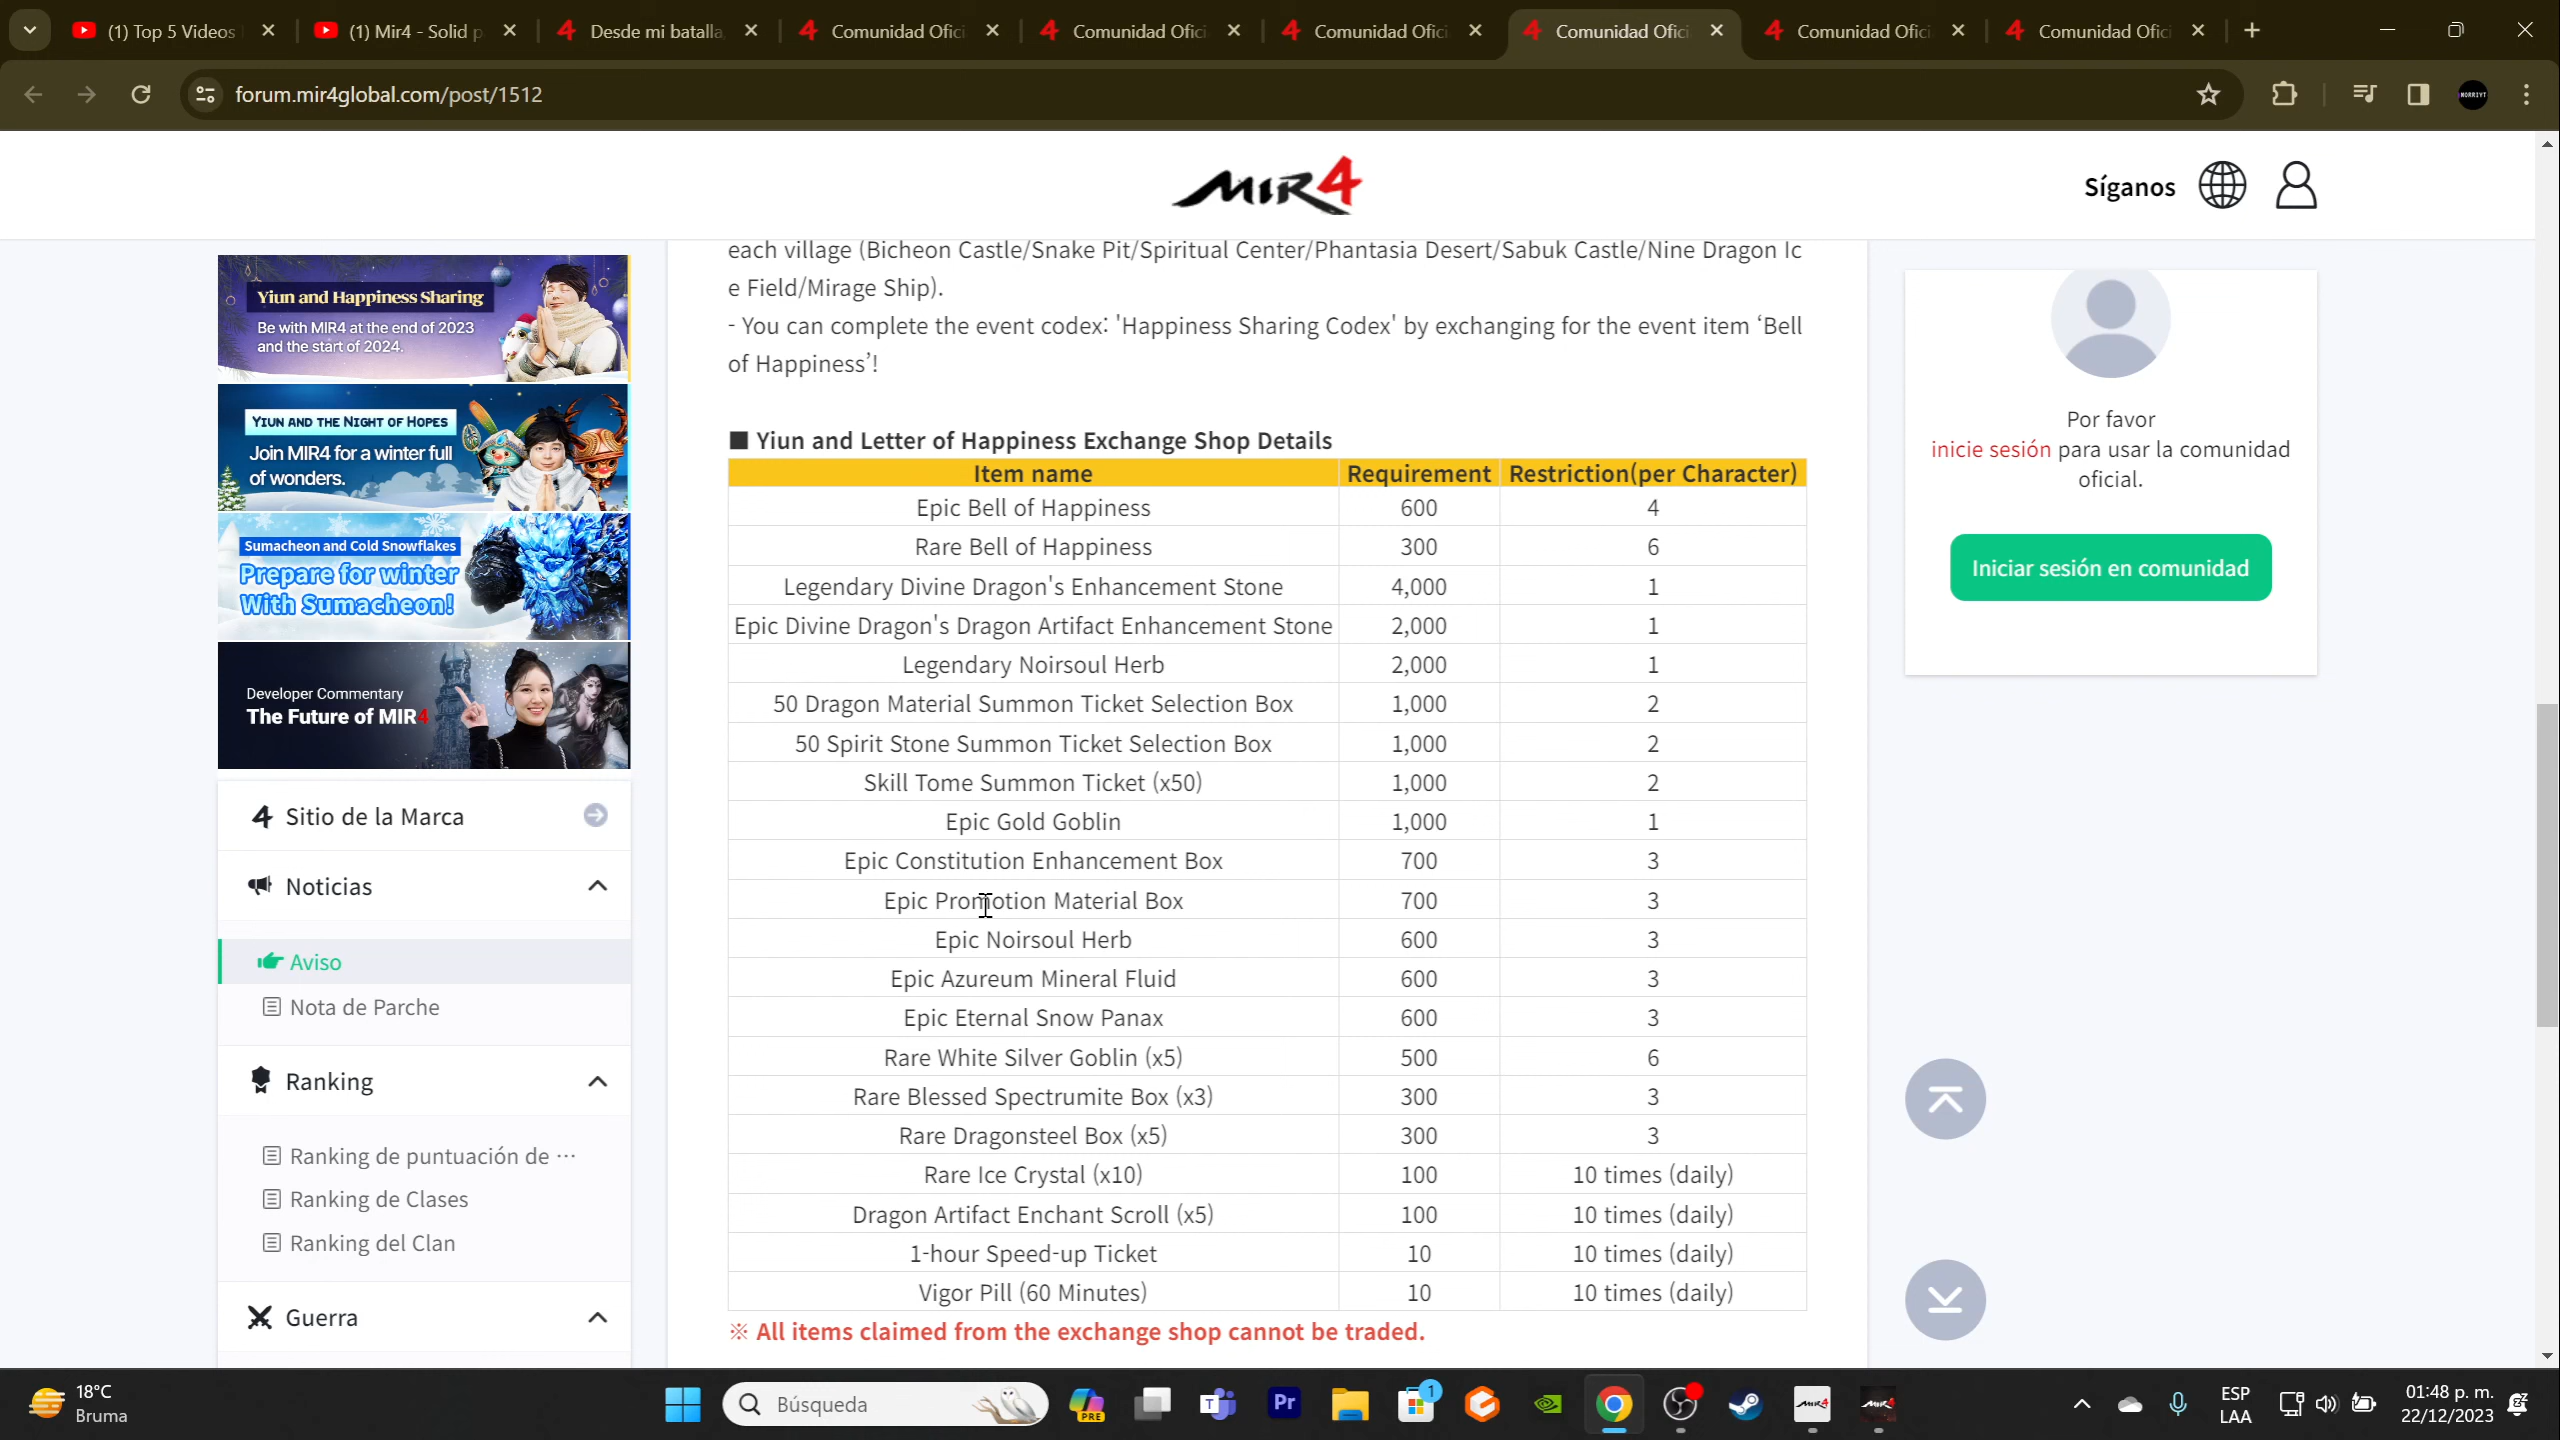 (1) Top 5 Videos
(1) Mir4 - Solid p
Desde mi batalla,
Comunidad Ofici
Comunidad Ofici
Comunidad Ofici
Comunidad Ofici
Comunidad Ofici
Comunidad Ofici
forum.mir4global.com/post/1512
MIR4
Síganos
Yiun and Happiness Sharing
Be with MIR4 at the end of 2023
and the start of 2024.
YIUN AND THE NIGHT OF HOPES
Join MIR4 for a winter full
of wonders.
Sumacheon and Cold Snowflakes
Prepare for winter
With Sumacheon!
Developer Commentary
The Future of MIR4
Sitio de la Marca
Noticias
Aviso
Nota de Parche
Ranking
Ranking de puntuación de ···
Ranking de Clases
Ranking del Clan
Guerra
each village (Bicheon Castle/Snake Pit/Spiritual Center/Phantasia Desert/Sabuk Castle/Nine Dragon Ic
e Field/Mirage Ship).
- You can complete the event codex: 'Happiness Sharing Codex' by exchanging for the event item ‘Bell
of Happiness’!
■ Yiun and Letter of Happiness Exchange Shop Details
Item name Requirement Restriction(per Character)
Epic Bell of Happiness 600 4
Rare Bell of Happiness 300 6
Legendary Divine Dragon's Enhancement Stone 4,000 1
Epic Divine Dragon's Dragon Artifact Enhancement Stone 2,000 1
Legendary Noirsoul Herb 2,000 1
50 Dragon Material Summon Ticket Selection Box 1,000 2
50 Spirit Stone Summon Ticket Selection Box 1,000 2
Skill Tome Summon Ticket (x50) 1,000 2
Epic Gold Goblin 1,000 1
Epic Constitution Enhancement Box 700 3
Epic Promotion Material Box 700 3
Epic Noirsoul Herb 600 3
Epic Azureum Mineral Fluid 600 3
Epic Eternal Snow Panax 600 3
Rare White Silver Goblin (x5) 500 6
Rare Blessed Spectrumite Box (x3) 300 3
Rare Dragonsteel Box (x5) 300 3
Rare Ice Crystal (x10) 100 10 times (daily)
Dragon Artifact Enchant Scroll (x5) 100 10 times (daily)
1-hour Speed-up Ticket 10 10 times (daily)
Vigor Pill (60 Minutes) 10 10 times (daily)
※ All items claimed from the exchange shop cannot be traded.
Por favor
inicie sesión para usar la comunidad
oficial.
Iniciar sesión en comunidad
18°C
Bruma
Búsqueda
PRE
T
Pr
1
MIR4
MIR4
ESP
LAA
01:48 p. m.
22/12/2023